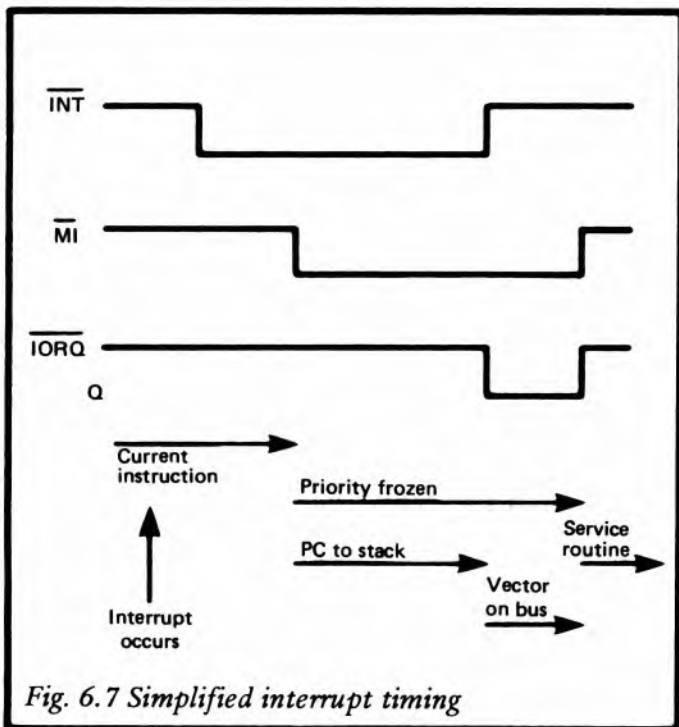 INT
MI
IORQ
Q
Current
instruction
Priority frozen
PC to stack
Service
routine
Vector
on bus
Interrupt
occurs
Fig. 6.7 Simplified interrupt timing